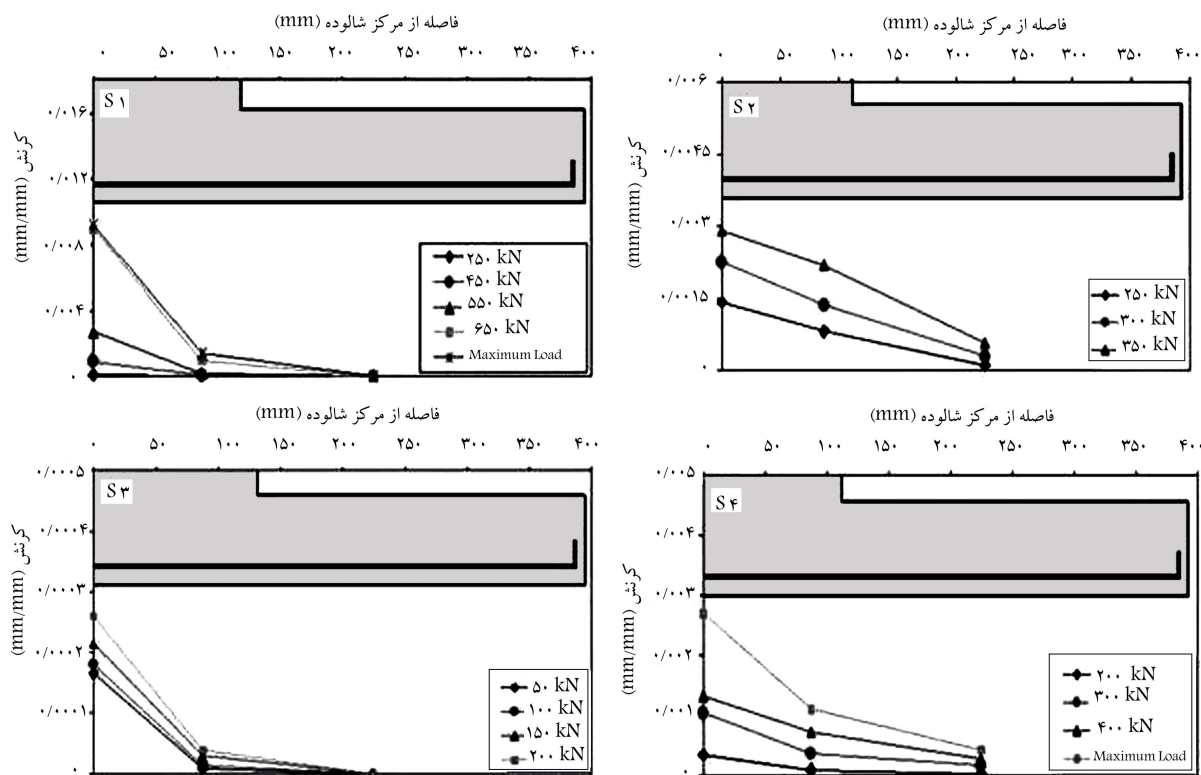 فاصله از مرکز شالوده (mm)
۰ ۵۰ ۱۰۰ ۱۵۰ ۲۰۰ ۲۵۰ ۳۰۰ ۳۵۰ ۴۰۰
S۱
کرنش (mm/mm)
۰/۰۱۶
۰/۰۱۲
۰/۰۰۸
۰/۰۰۴
۰
۲۵۰ kN
۴۵۰ kN
۵۵۰ kN
۶۵۰ kN
Maximum Load
فاصله از مرکز شالوده (mm)
۰ ۵۰ ۱۰۰ ۱۵۰ ۲۰۰ ۲۵۰ ۳۰۰ ۳۵۰ ۴۰۰
S۲
کرنش (mm/mm)
۰/۰۰۶
۰/۰۰۴۵
۰/۰۰۳
۰/۰۰۱۵
۰
۲۵۰ kN
۳۰۰ kN
۳۵۰ kN
فاصله از مرکز شالوده (mm)
۰ ۵۰ ۱۰۰ ۱۵۰ ۲۰۰ ۲۵۰ ۳۰۰ ۳۵۰ ۴۰۰
S۳
کرنش (mm/mm)
۰/۰۰۰۵
۰/۰۰۰۴
۰/۰۰۰۳
۰/۰۰۰۲
۰/۰۰۰۱
۰
۵۰ kN
۱۰۰ kN
۱۵۰ kN
۲۰۰ kN
فاصله از مرکز شالوده (mm)
۰ ۵۰ ۱۰۰ ۱۵۰ ۲۰۰ ۲۵۰ ۳۰۰ ۳۵۰ ۴۰۰
S۴
کرنش (mm/mm)
۰/۰۰۵
۰/۰۰۴
۰/۰۰۳
۰/۰۰۲
۰/۰۰۱
۰
۲۰۰ kN
۳۰۰ kN
۴۰۰ kN
Maximum Load